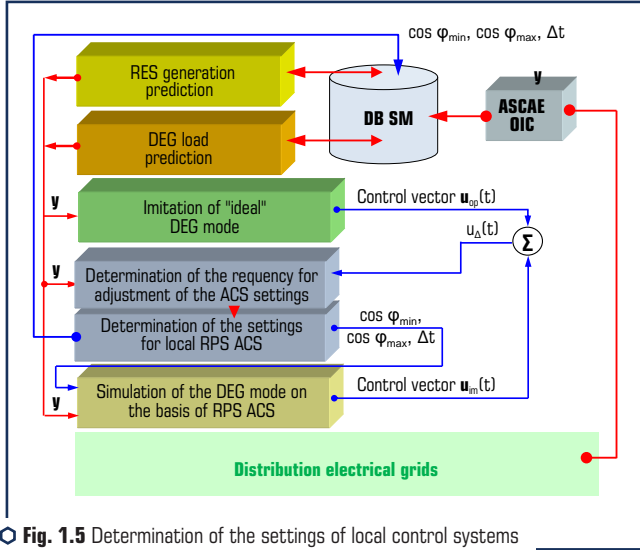 cos φmin, cos φmax, Δt
RES generation
prediction
DB SM
y
ASCAE
OIC
DEG load
prediction
Imitation of "ideal"
DEG mode
Control vector uop(t)
y
Σ
uΔ(t)
y
Determination of the requency for
adjustment of the ACS settings
Determination of the settings
for local RPS ACS
cos φmin,
cos φmax, Δt
Simulation of the DEG mode on
the basis of RPS ACS
Control vector uim(t)
y
Distribution electrical grids
Fig. 1.5 Determination of the settings of local control systems